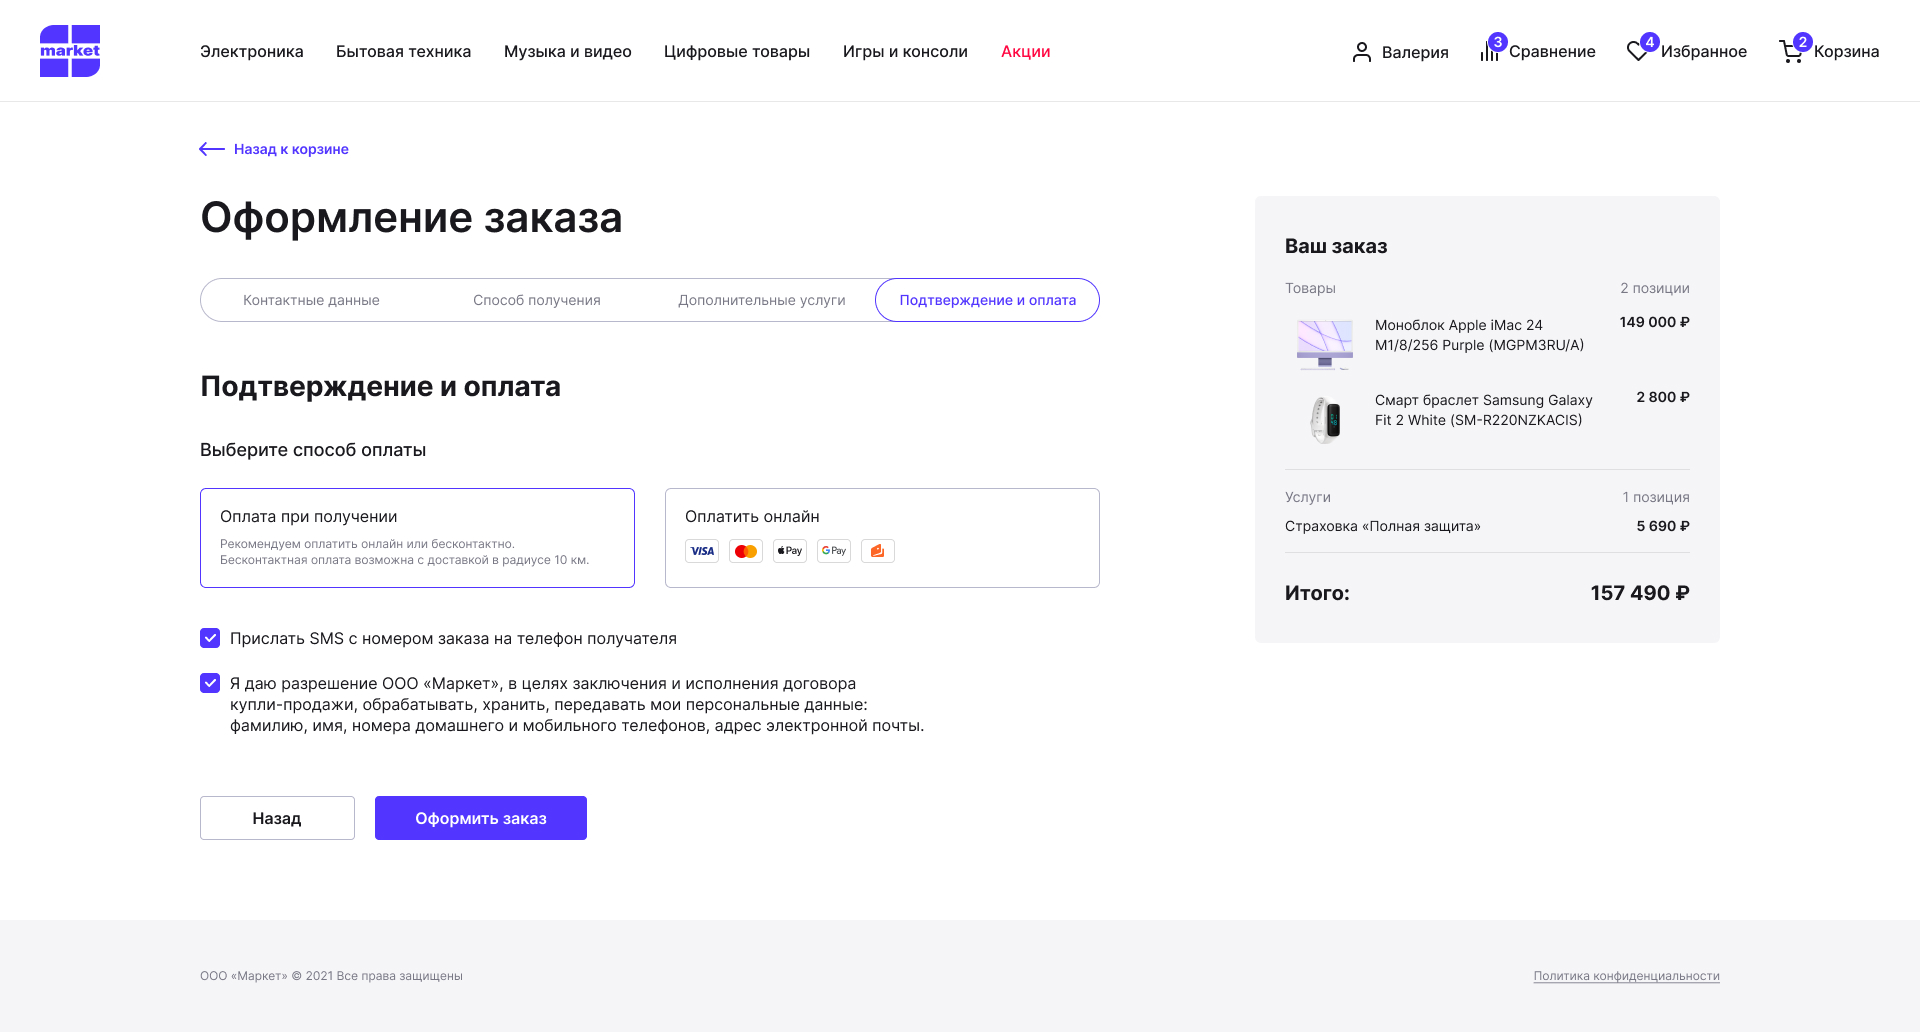 market
Электроника
Бытовая техника
Музыка и видео
Цифровые товары
Игры и консоли
Акции
Валерия
3
Сравнение
4
Избранное
2
Корзина
Назад к корзине
Оформление заказа
Контактные данные
Способ получения
Дополнительные услуги
Подтверждение и оплата
Подтверждение и оплата
Выберите способ оплаты
Оплата при получении
Рекомендуем оплатить онлайн или бесконтактно.
Бесконтактная оплата возможна с доставкой в радиусе 10 км.
Оплатить онлайн
VISA
Pay
G Pay
Прислать SMS с номером заказа на телефон получателя
Я даю разрешение ООО «Маркет», в целях заключения и исполнения договора
купли-продажи, обрабатывать, хранить, передавать мои персональные данные:
фамилию, имя, номера домашнего и мобильного телефонов, адрес электронной почты.
Назад
Оформить заказ
Ваш заказ
Товары
2 позиции
Моноблок Apple iMac 24
M1/8/256 Purple (MGPM3RU/A)
149 000 ₽
Смарт браслет Samsung Galaxy
Fit 2 White (SM-R220NZKACIS)
2 800 ₽
Услуги
1 позиция
Страховка «Полная защита»
5 690 ₽
Итого:
157 490 ₽
ООО «Маркет» © 2021 Все права защищены
Политика конфиденциальности